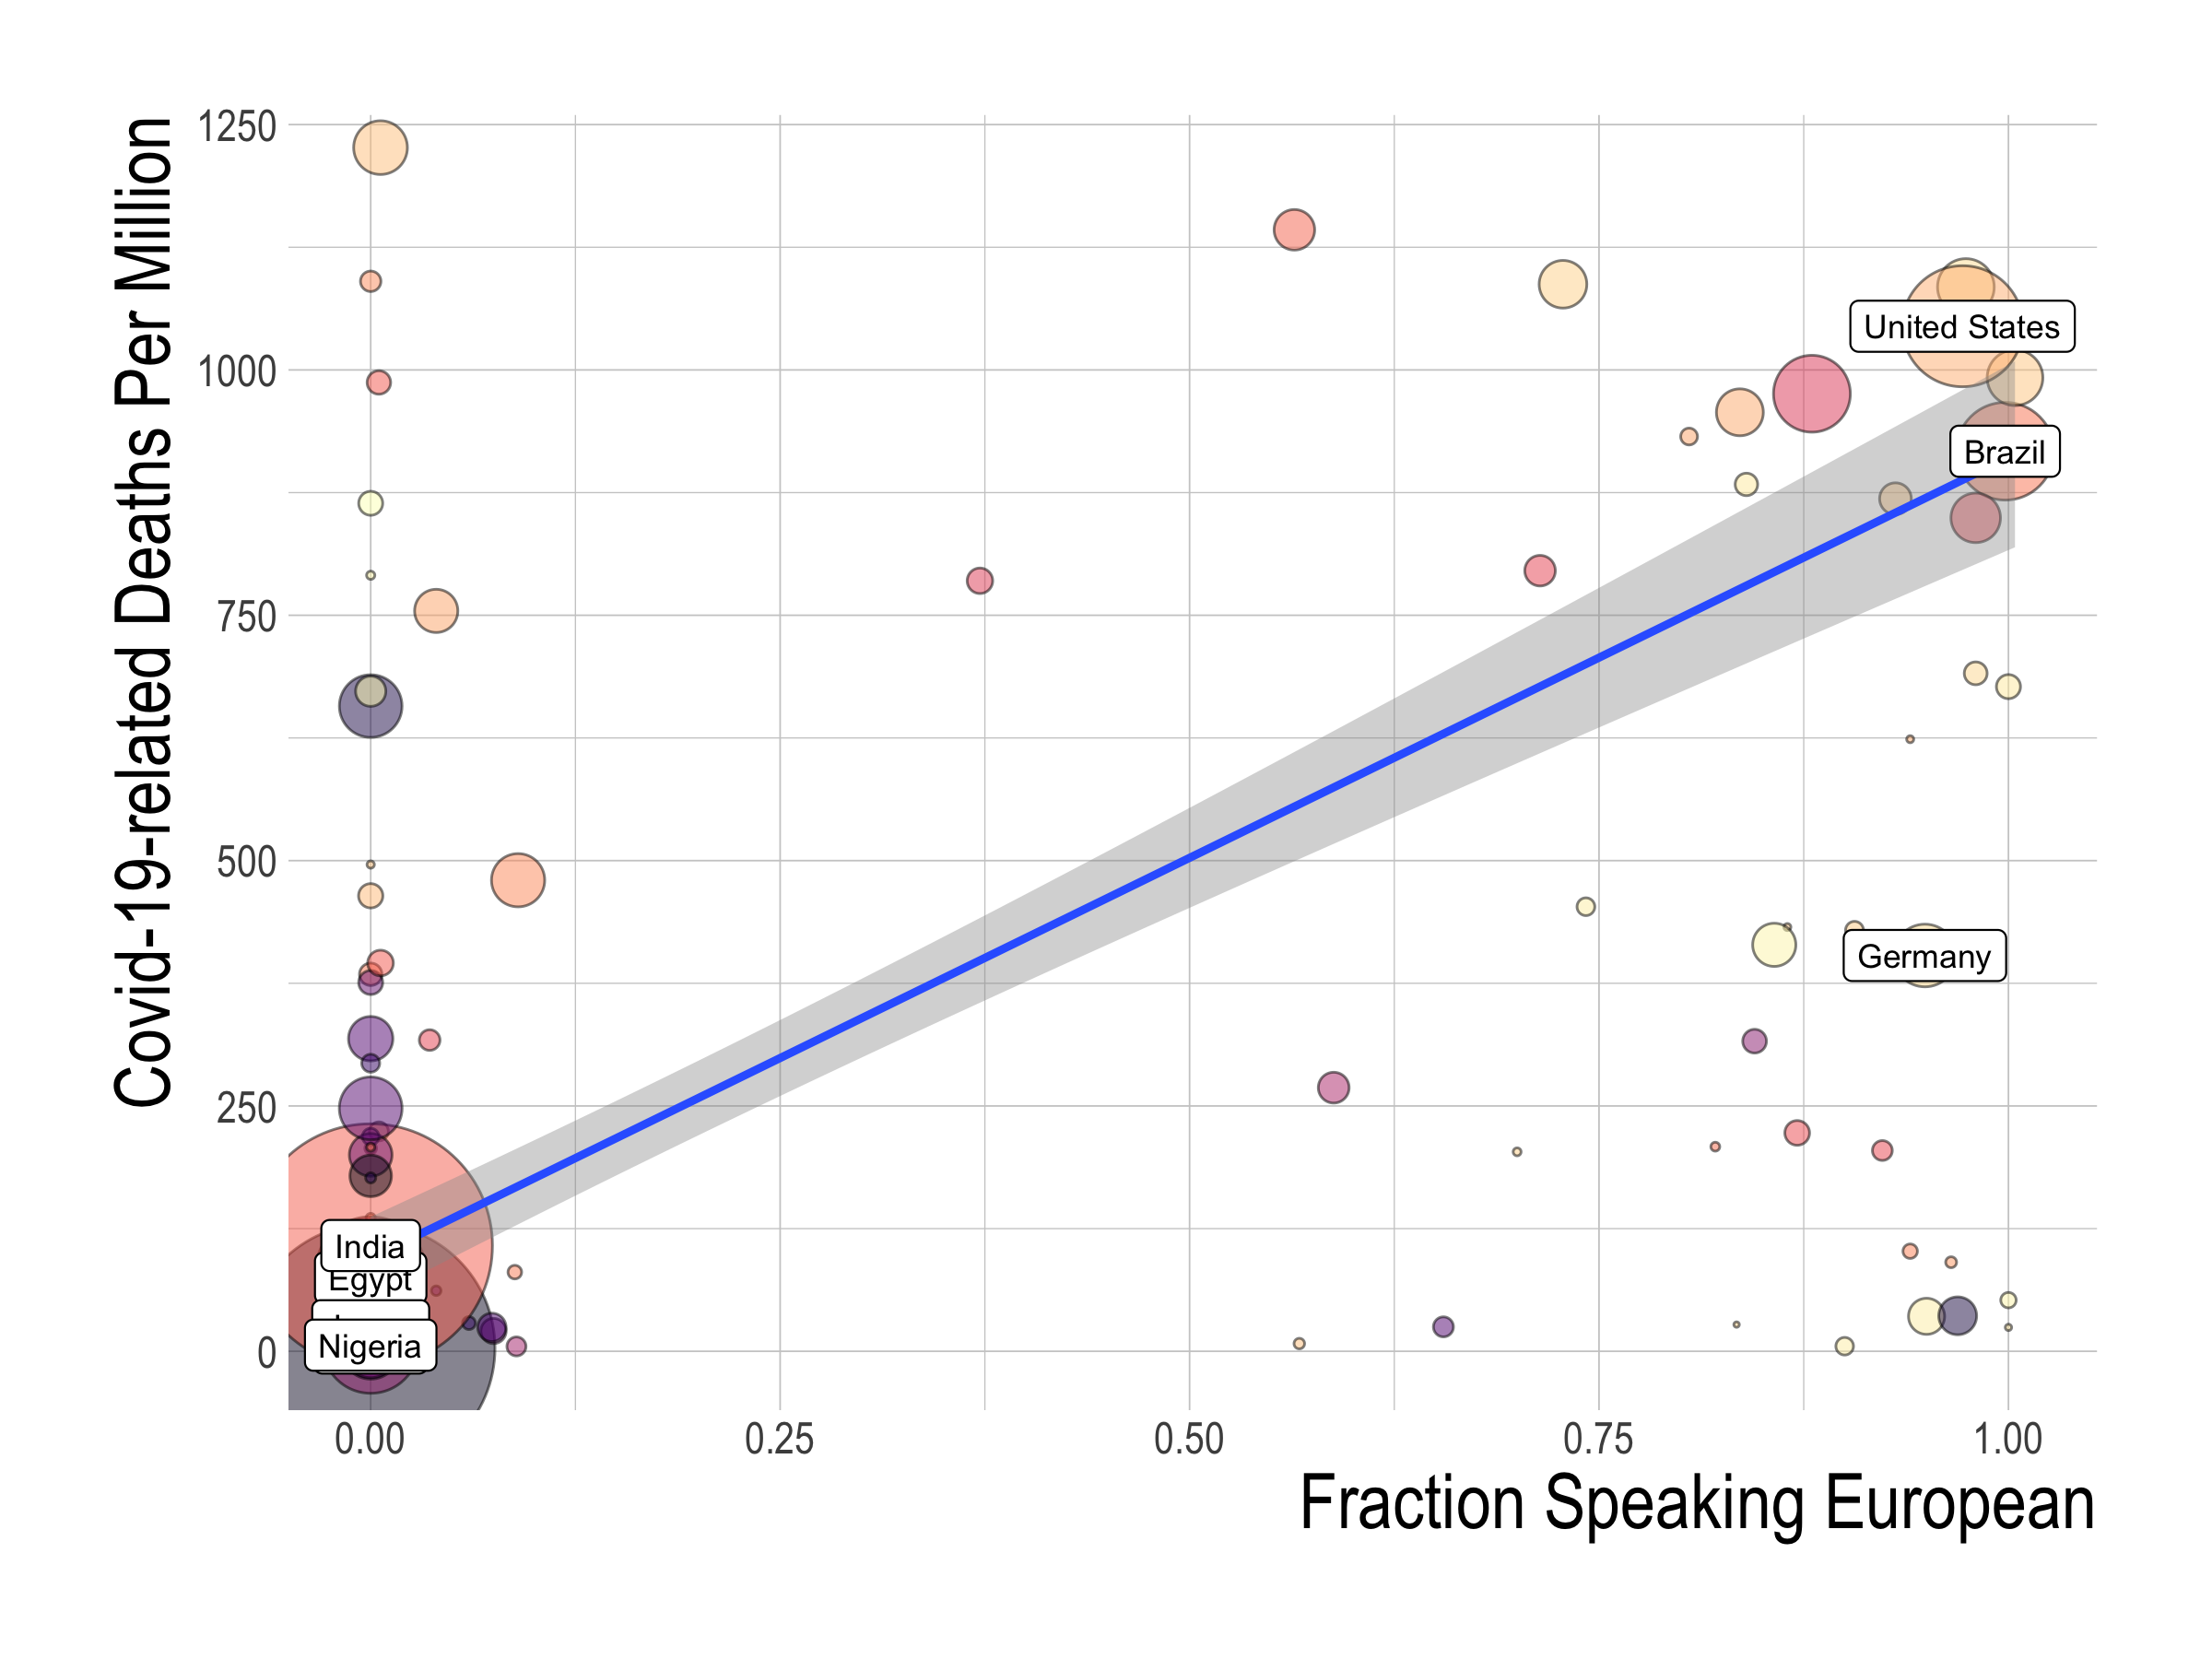 Covid-19-related Deaths Per Million
1250
1000
750
500
250
0
United States
Brazil
Germany
India
Egypt
Nigeria
0.00
0.25
0.50
0.75
1.00
Fraction Speaking European